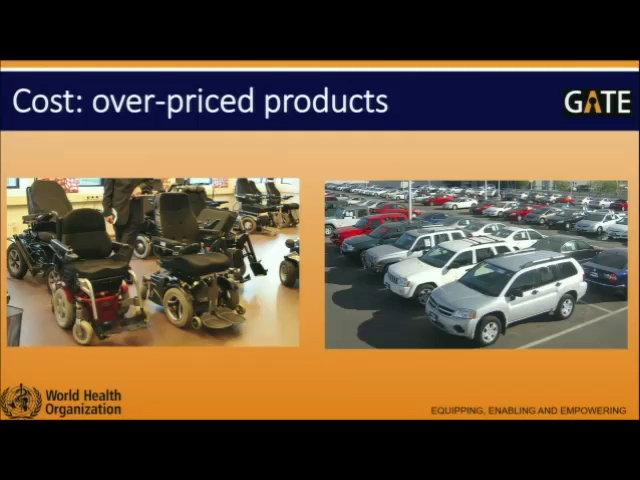 Cost: over-priced products
GATE
World Health
Organization
EQUIPPING, ENABLING AND EMPOWERING